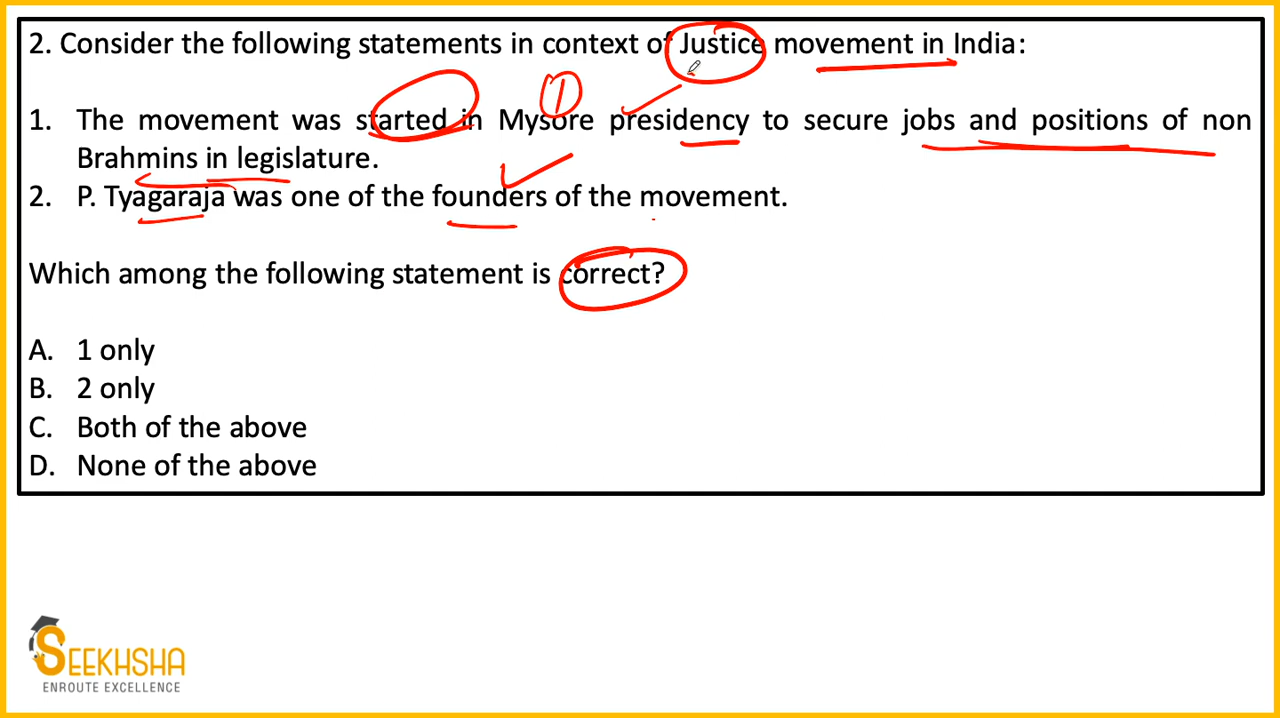 2. Consider the following statements in context of Justice movement in India:
1
1. The movement was started in Mysore presidency to secure jobs and positions of non
Brahmins in legislature.
2. P. Tyagaraja was one of the founders of the movement.
Which among the following statement is correct?
A. 1 only
B. 2 only
C. Both of the above
D. None of the above
SEEKHSHA
ENROUTE EXCELLENCE